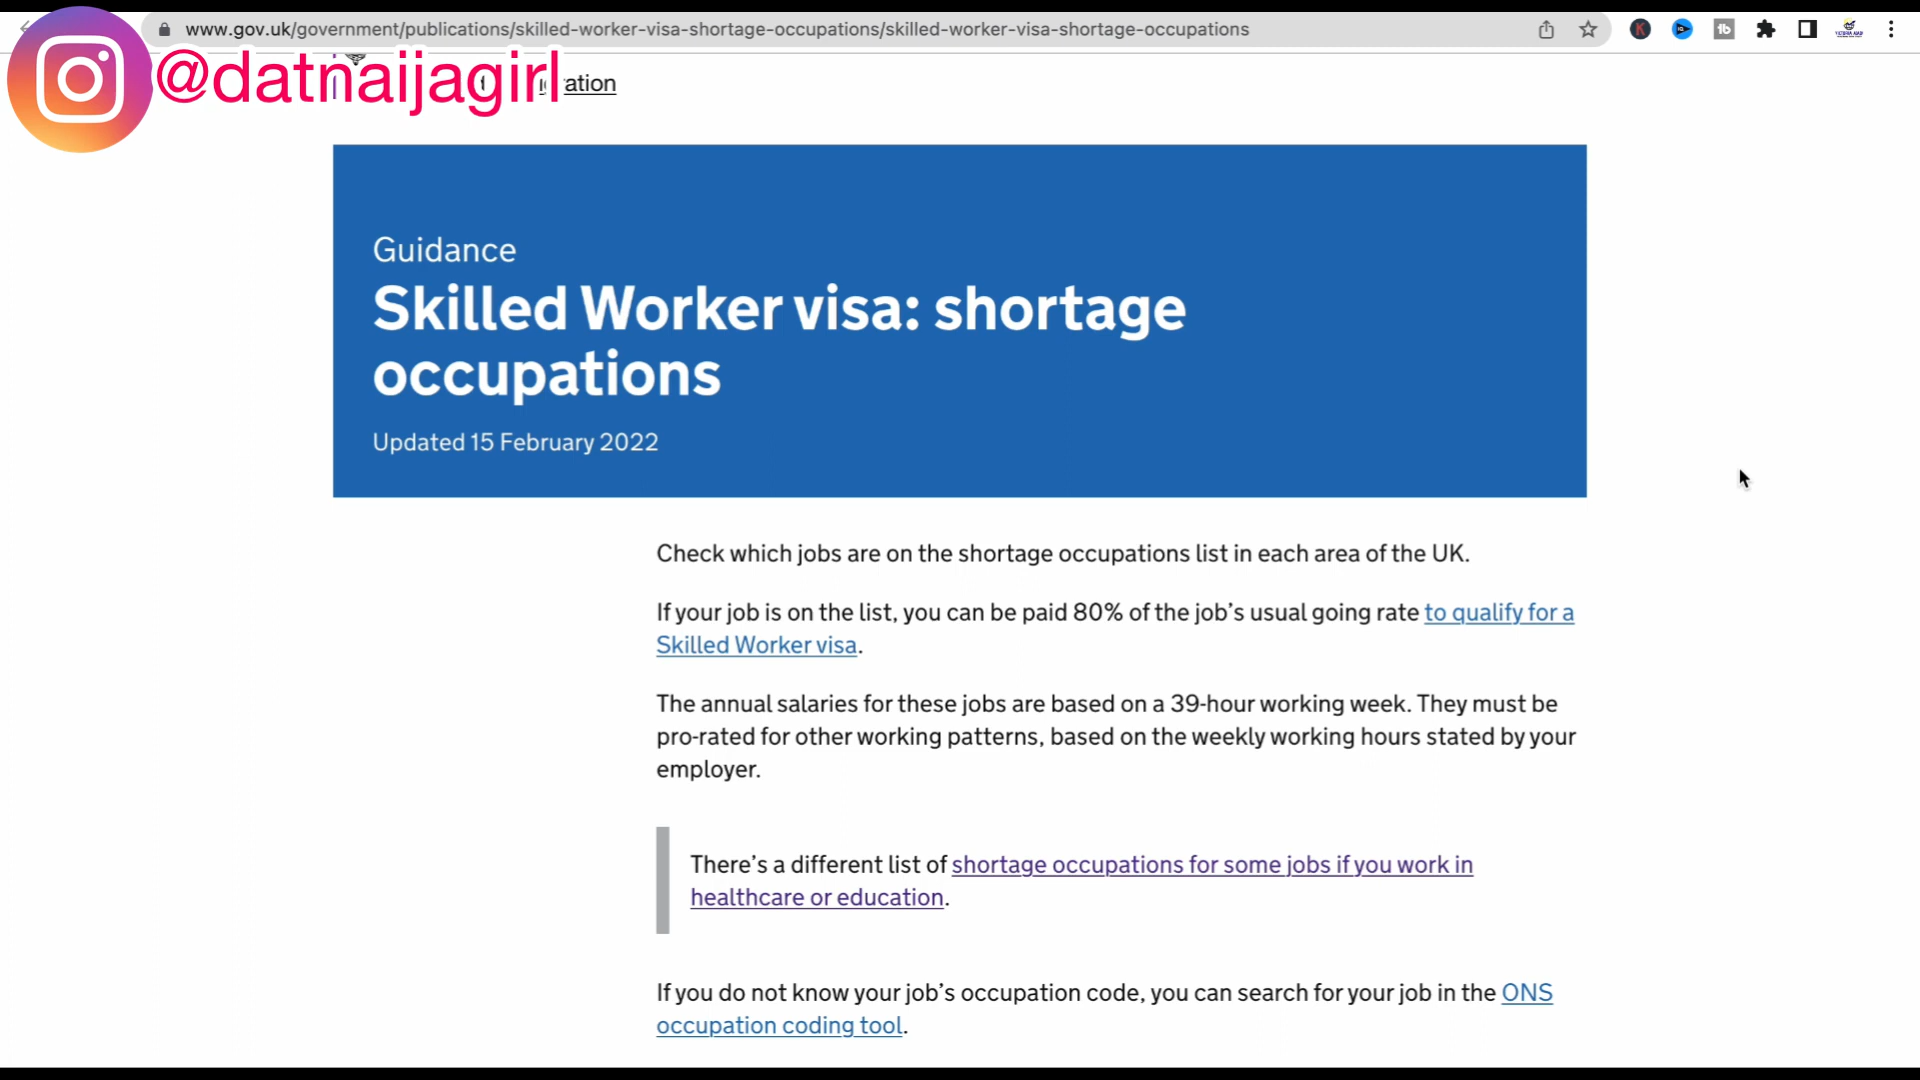 www.gov.uk/government/publications/skilled-worker-visa-shortage-occupations/skilled-worker-visa-shortage-occupations
@datnaijagirl
ation
Guidance
Skilled Worker visa: shortage
occupations
Updated 15 February 2022
Check which jobs are on the shortage occupations list in each area of the UK.
If your job is on the list, you can be paid 80% of the job’s usual going rate to qualify for a
Skilled Worker visa.
The annual salaries for these jobs are based on a 39-hour working week. They must be
pro-rated for other working patterns, based on the weekly working hours stated by your
employer.
There’s a different list of shortage occupations for some jobs if you work in
healthcare or education.
If you do not know your job’s occupation code, you can search for your job in the ONS
occupation coding tool.